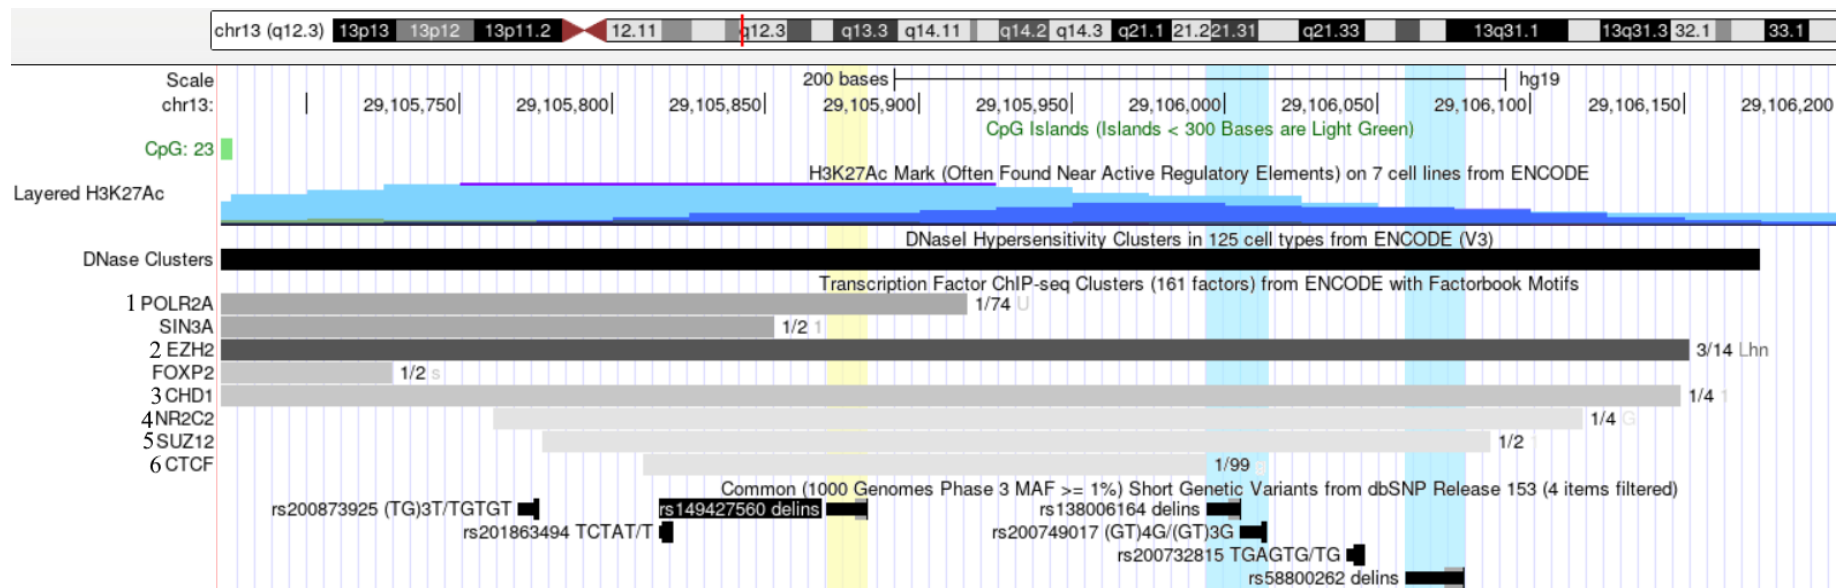 chr13 (q12.3) 13p13 13p12 13p11.2 12.11 q12.3 q13.3 q14.11 q14.2 q14.3 q21.1 21.2 21.31 q21.33 13q31.1 13q31.3 32.1 33.1
Scale 200 bases hg19
chr13: 29,105,750 29,105,800 29,105,850 29,105,900 29,105,950 29,106,000 29,106,050 29,106,100 29,106,150 29,106,200
CpG Islands (Islands < 300 Bases are Light Green)
CpG: 23
H3K27Ac Mark (Often Found Near Active Regulatory Elements) on 7 cell lines from ENCODE
Layered H3K27Ac
DNaseI Hypersensitivity Clusters in 125 cell types from ENCODE (V3)
DNase Clusters
Transcription Factor ChIP-seq Clusters (161 factors) from ENCODE with Factorbook Motifs
1 POLR2A 1/74 U
SIN3A 1/2 1
2 EZH2 3/14 Lhn
FOXP2 1/2 s
3 CHD1 1/4 1
4 NR2C2 1/4 G
5 SUZ12 1/2
6 CTCF 1/99
Common (1000 Genomes Phase 3 MAF >= 1%) Short Genetic Variants from dbSNP Release 153 (4 items filtered)
rs200873925 (TG)3T/TGTGT rs149427560 delins rs138006164 delins
rs201863494 TCTAT/T rs200749017 (GT)4G/(GT)3G
rs200732815 TGAGTG/TG
rs58800262 delins